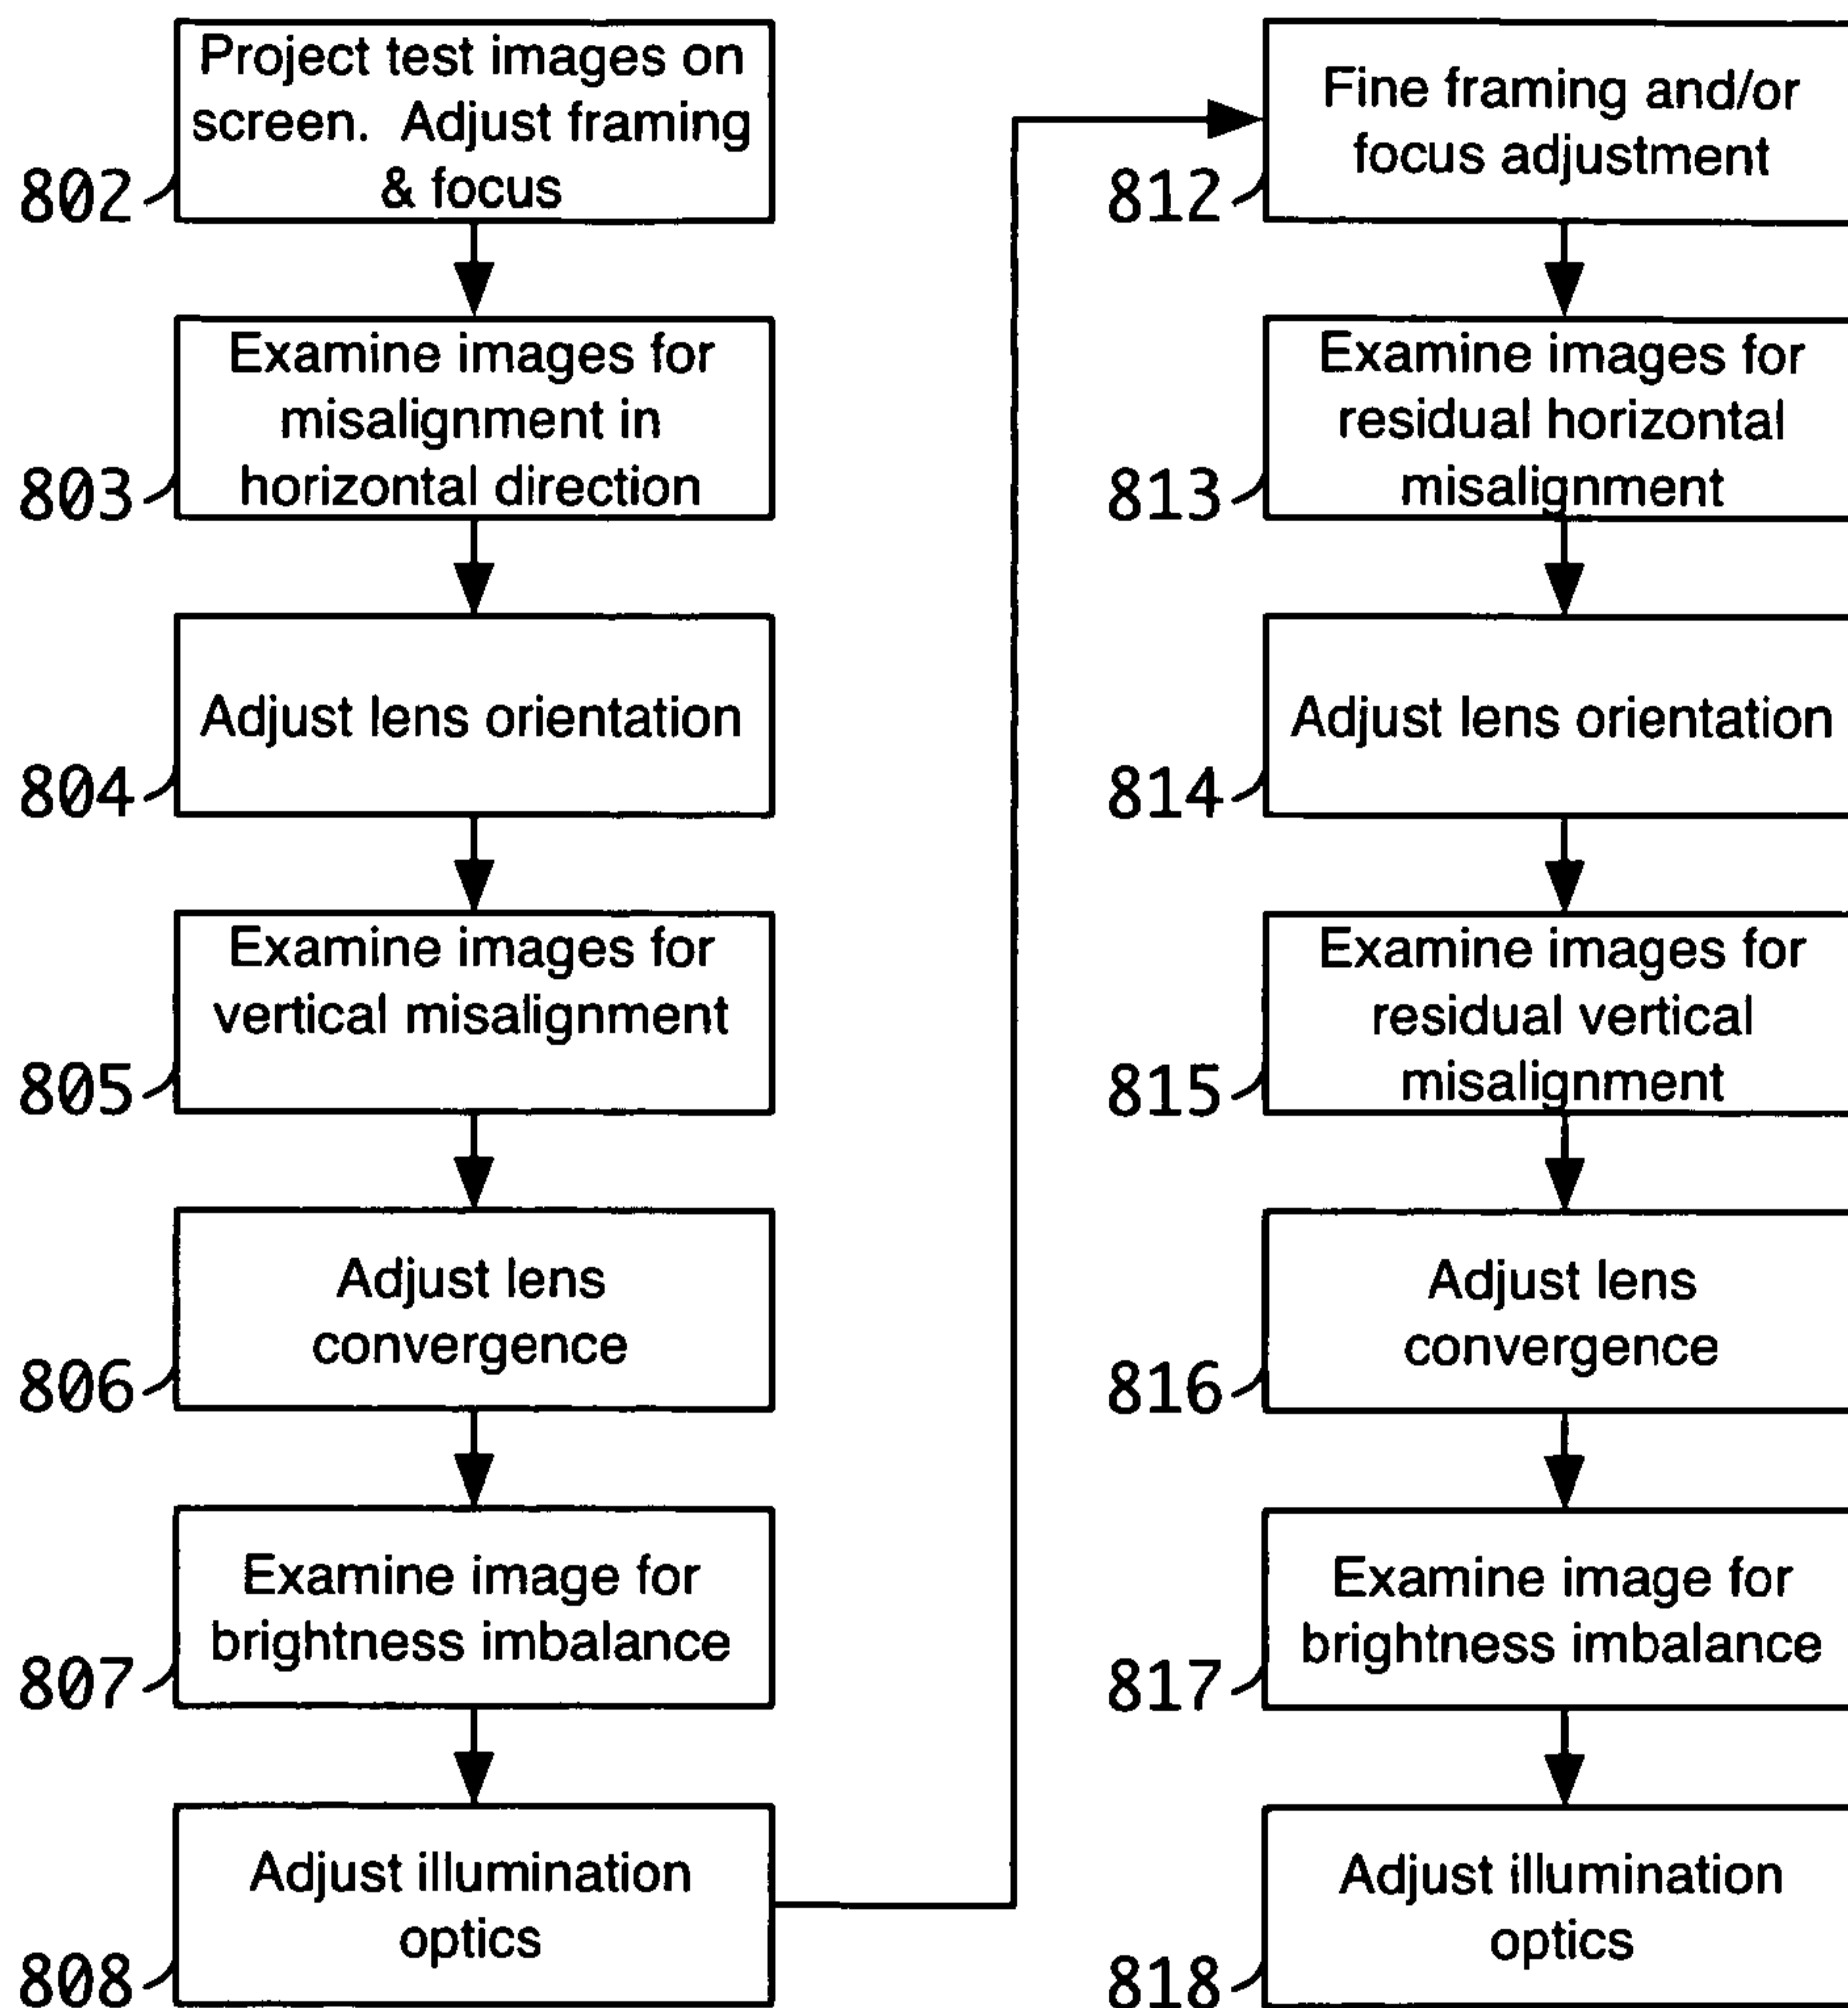 Project test images on
screen. Adjust framing
& focus
802
Examine images for
misalignment in
horizontal direction
803
Adjust lens orientation
804
Examine images for
vertical misalignment
805
Adjust lens
convergence
806
Examine image for
brightness imbalance
807
Adjust illumination
optics
808
Fine framing and/or
focus adjustment
812
Examine images for
residual horizontal
misalignment
813
Adjust lens orientation
814
Examine images for
residual vertical
misalignment
815
Adjust lens
convergence
816
Examine image for
brightness imbalance
817
Adjust illumination
optics
818